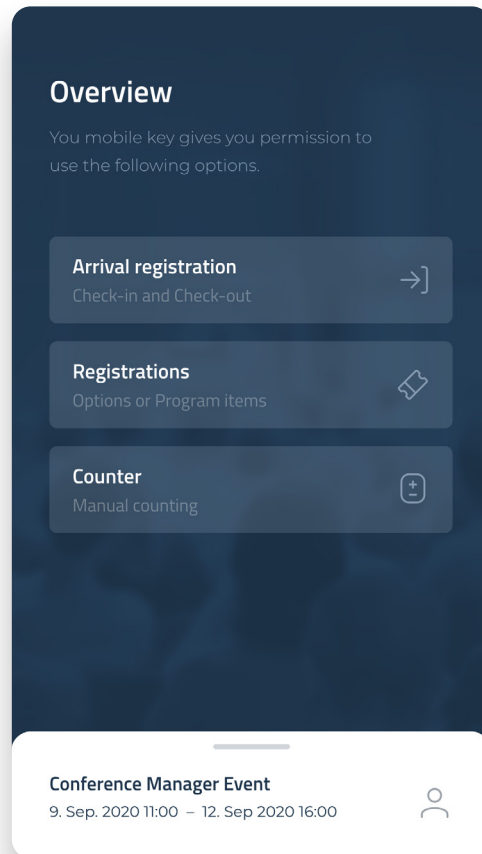 Overview
You mobile key gives you permission to
use the following options.
Arrival registration
Check-in and Check-out
Registrations
Options or Program items
Counter
Manual counting
Conference Manager Event
9. Sep. 2020 11:00 – 12. Sep 2020 16:00